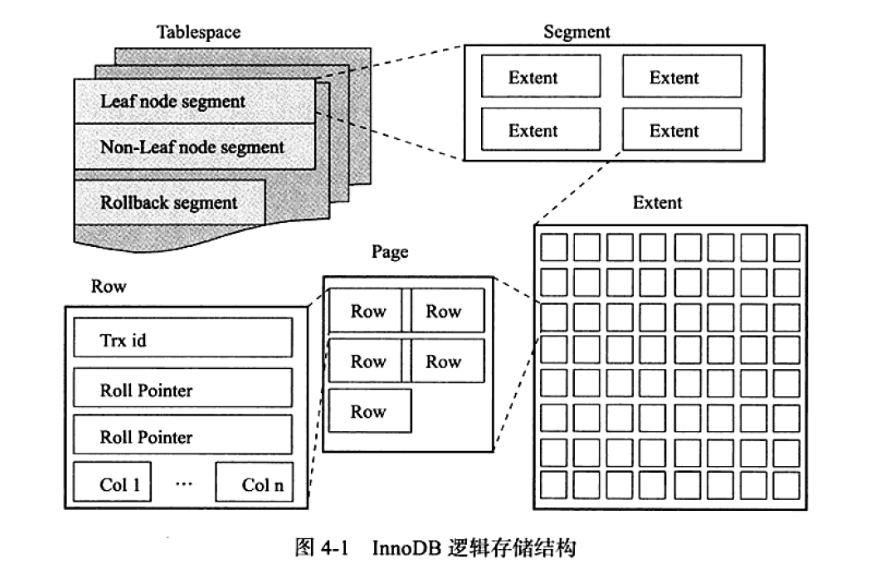 Tablespace
Leaf node segment
Non-Leaf node segment
Rollback segment
Segment
Extent Extent
Extent Extent
Extent
Page
Row Row
Row Row
Row
Row
Trx id
Roll Pointer
Roll Pointer
Col 1 ... Col n
图 4-1 InnoDB 逻辑存储结构